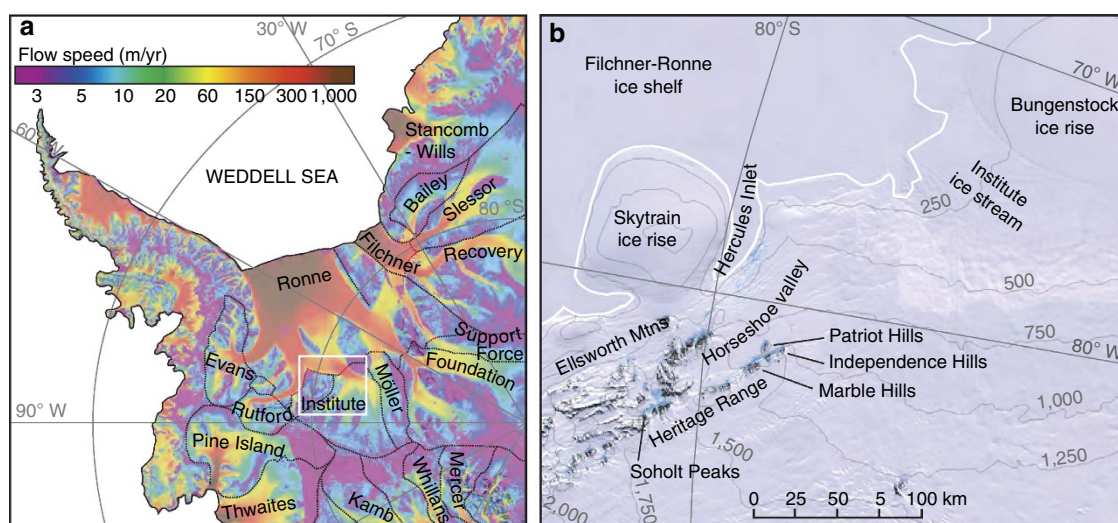 a
30° W
70° S
Flow speed (m/yr)
3 5 10 20 60 150 300 1,000
60° W
Stancomb
- Wills
WEDDELL SEA
Bailey
Slessor
80° S
Filchner
Recovery
Ronne
Support
Force
Foundation
Evans
Möller
Rutford
Institute
90° W
Pine Island
Mercer
Whillans
Kamb
Thwaites
b
80° S
Filchner-Ronne
ice shelf
70° W
Bungenstock
ice rise
Institute
ice stream
Hercules Inlet
250
Skytrain
ice rise
500
Horseshoe valley
750
80° W
Ellsworth Mtns
Patriot Hills
Independence Hills
Marble Hills
Heritage Range
1,000
1,500
1,250
Soholt Peaks
1,750
2,000
0 25 50 5 100 km